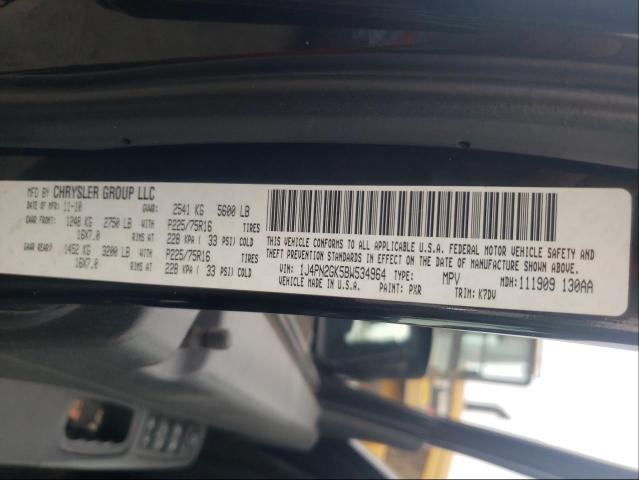 MFD BY CHRYSLER GROUP LLC
DATE OF MFR: 11-10 GVWR: 2541 KG 5600 LB
GAWR FRONT: 1248 KG 2750 LB WITH P225/75R16 TIRES
16X7.0 RIMS AT 228 KPA ( 33 PSI) COLD
GAWR REAR: 1452 KG 3200 LB WITH P225/75R16 TIRES
16X7.0 RIMS AT 228 KPA ( 33 PSI) COLD
THIS VEHICLE CONFORMS TO ALL APPLICABLE U.S.A. FEDERAL MOTOR VEHICLE SAFETY AND
THEFT PREVENTION STANDARDS IN EFFECT ON THE DATE OF MANUFACTURE SHOWN ABOVE.
VIN: 1J4PN2GK5BW534964 TYPE: MPV MDH: 111909 130AA
VEHICLE MADE IN U.S.A. PAINT: PXR TRIM: K7DV